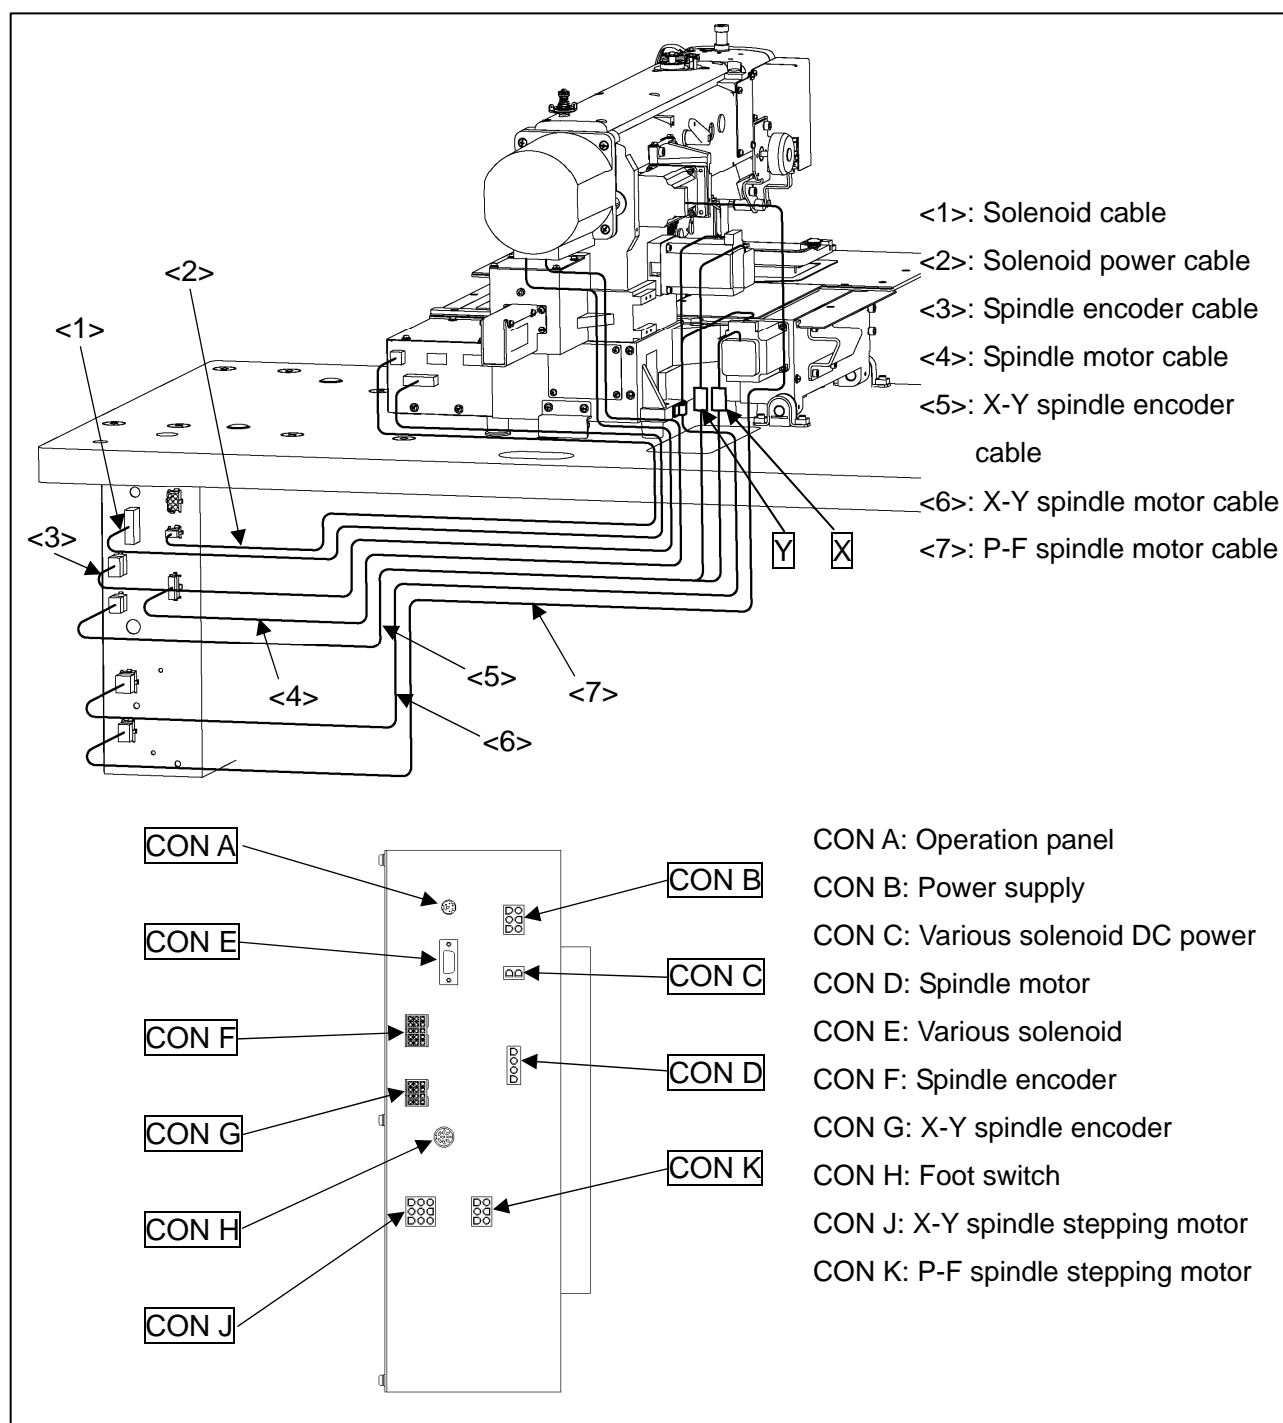 <1>: Solenoid cable
<2>: Solenoid power cable
<3>: Spindle encoder cable
<4>: Spindle motor cable
<5>: X-Y spindle encoder
cable
<6>: X-Y spindle motor cable
<7>: P-F spindle motor cable
<2>
<1>
<3>
Y
X
<5>
<4>
<7>
<6>
CON A
CON B
CON E
CON C
CON F
CON D
CON G
CON K
CON H
CON J
CON A: Operation panel
CON B: Power supply
CON C: Various solenoid DC power
CON D: Spindle motor
CON E: Various solenoid
CON F: Spindle encoder
CON G: X-Y spindle encoder
CON H: Foot switch
CON J: X-Y spindle stepping motor
CON K: P-F spindle stepping motor